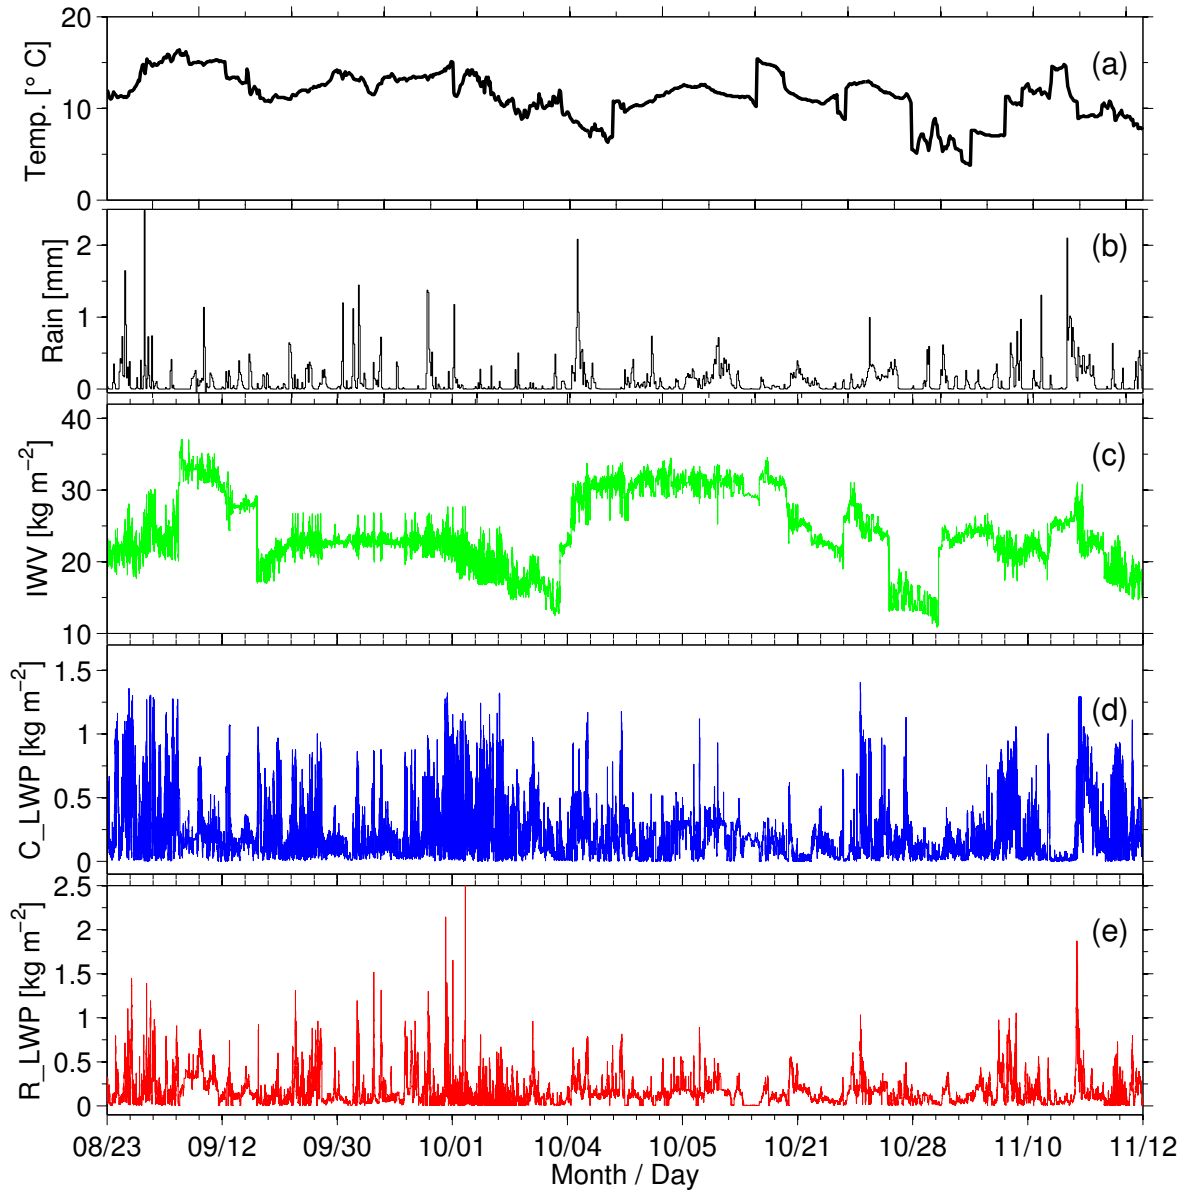 20
10
0
Temp. [° C]
(a)
2
1
0
Rain [mm]
(b)
40
30
20
10
IWV [kg m−2]
(c)
1.5
1
0.5
0
C_LWP [kg m−2]
(d)
2.5
2
1.5
1
0.5
0
R_LWP [kg m−2]
(e)
08/23 09/12 09/30 10/01 10/04 10/05 10/21 10/28 11/10 11/12
Month / Day